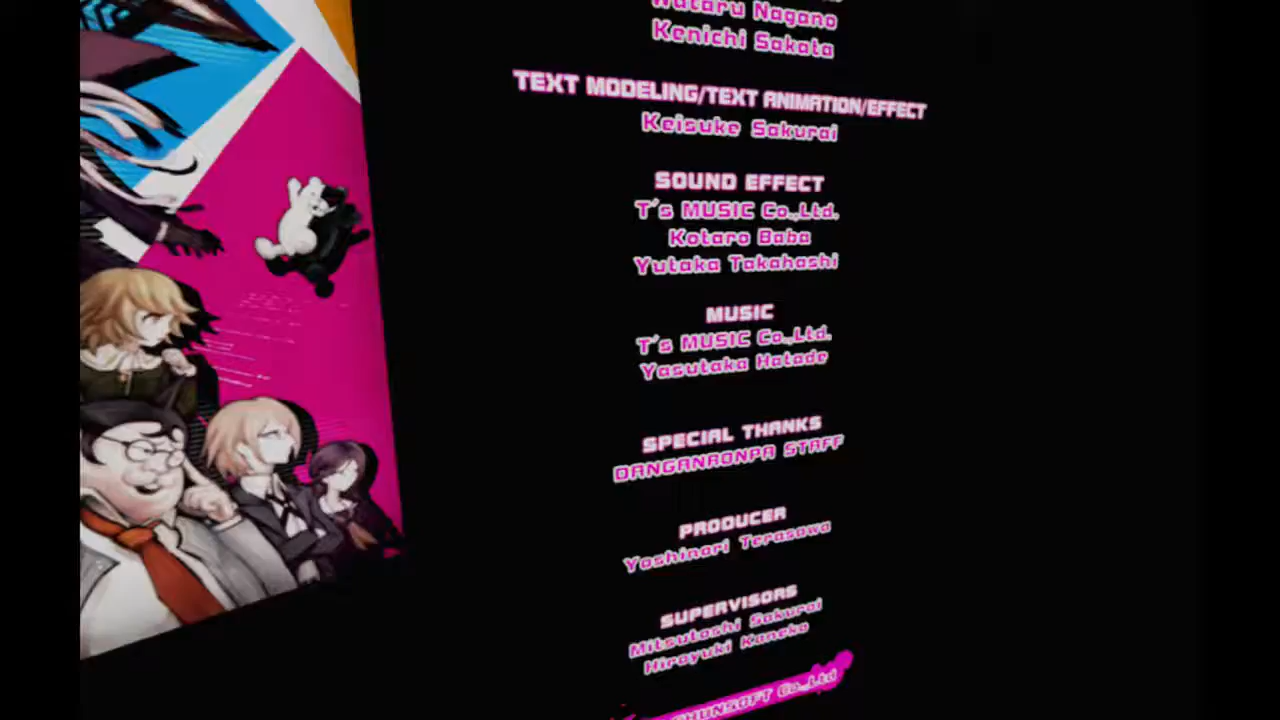 Wataru Nagano
Kenichi Sakata
TEXT MODELING/TEXT ANIMATION/EFFECT
Keisuke Sakurai
SOUND EFFECT
T's MUSIC Co.,Ltd.
Kotaro Baba
Yutaka Takahashi
MUSIC
T's MUSIC Co.,Ltd.
Yasutaka Hatade
SPECIAL THANKS
DANGANRONPA STAFF
PRODUCER
Yoshinori Terasawa
SUPERVISORS
Mitsutoshi Sakurai
Hiroyuki Kaneko
Co.,Ltd